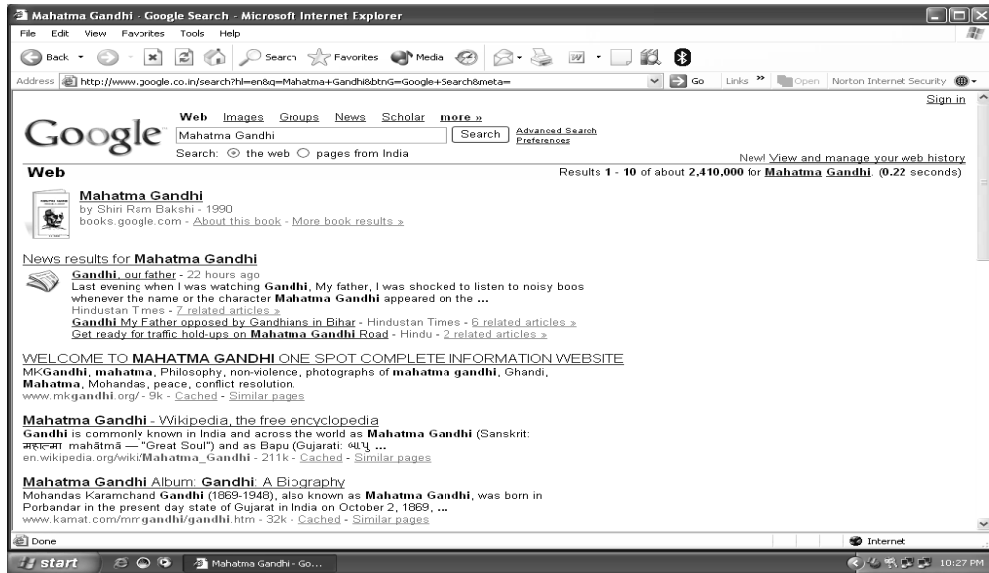 Mahatma Gandhi - Google Search - Microsoft Internet Explorer
File Edit View Favorites Tools Help
Back Search Favorites Media
Address http://www.google.co.in/search?hl=en&q=Mahatma+Gandhi&btnG=Google+Search&meta= Go Links » Open Norton Internet Security
Sign in
Web Images Groups News Scholar more »
Google Mahatma Gandhi Search Advanced Search
Preferences
Search: the web pages from India
New! View and manage your web history
Web Results 1 - 10 of about 2,410,000 for Mahatma Gandhi. (0.22 seconds)
Mahatma Gandhi
by Shiri Ram Bakshi - 1990
books.google.com - About this book - More book results »
News results for Mahatma Gandhi
Gandhi, our father - 22 hours ago
Last evening when I was watching Gandhi, My father, I was shocked to listen to noisy boos
whenever the name or the character Mahatma Gandhi appeared on the ...
Hindustan Times - 7 related articles »
Gandhi My Father opposed by Gandhians in Bihar - Hindustan Times - 6 related articles »
Get ready for traffic hold-ups on Mahatma Gandhi Road - Hindu - 2 related articles »
WELCOME TO MAHATMA GANDHI ONE SPOT COMPLETE INFORMATION WEBSITE
MKGandhi, mahatma, Philosophy, non-violence, photographs of mahatma gandhi, Ghandi,
Mahatma, Mohandas, peace, conflict resolution.
www.mkgandhi.org/ - 9k - Cached - Similar pages
Mahatma Gandhi - Wikipedia, the free encyclopedia
Gandhi is commonly known in India and across the world as Mahatma Gandhi (Sanskrit:
महात्मा mahātmā — "Great Soul") and as Bapu (Gujarati: બાપુ ...
en.wikipedia.org/wiki/Mahatma_Gandhi - 211k - Cached - Similar pages
Mahatma Gandhi Album: Gandhi: A Biography
Mohandas Karamchand Gandhi (1869-1948), also known as Mahatma Gandhi, was born in
Porbandar in the present day state of Gujarat in India on October 2, 1869, ...
www.kamat.com/mmgandhi/gandhi.htm - 32k - Cached - Similar pages
Done Internet
start Mahatma Gandhi - Go... 10:27 PM